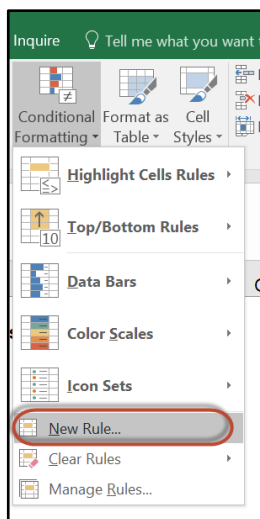 Inquire Tell me what you want
Conditional Formatting
Format as Table
Cell Styles
Highlight Cells Rules
10
Top/Bottom Rules
Data Bars
Color Scales
Icon Sets
New Rule...
Clear Rules
Manage Rules...